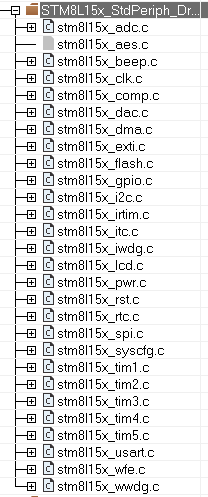 STM8L15x_StdPeriph_Dr...
stm8l15x_adc.c
stm8l15x_aes.c
stm8l15x_beep.c
stm8l15x_clk.c
stm8l15x_comp.c
stm8l15x_dac.c
stm8l15x_dma.c
stm8l15x_exti.c
stm8l15x_flash.c
stm8l15x_gpio.c
stm8l15x_i2c.c
stm8l15x_irtim.c
stm8l15x_itc.c
stm8l15x_iwdg.c
stm8l15x_lcd.c
stm8l15x_pwr.c
stm8l15x_rst.c
stm8l15x_rtc.c
stm8l15x_spi.c
stm8l15x_syscfg.c
stm8l15x_tim1.c
stm8l15x_tim2.c
stm8l15x_tim3.c
stm8l15x_tim4.c
stm8l15x_tim5.c
stm8l15x_usart.c
stm8l15x_wfe.c
stm8l15x_wwdg.c